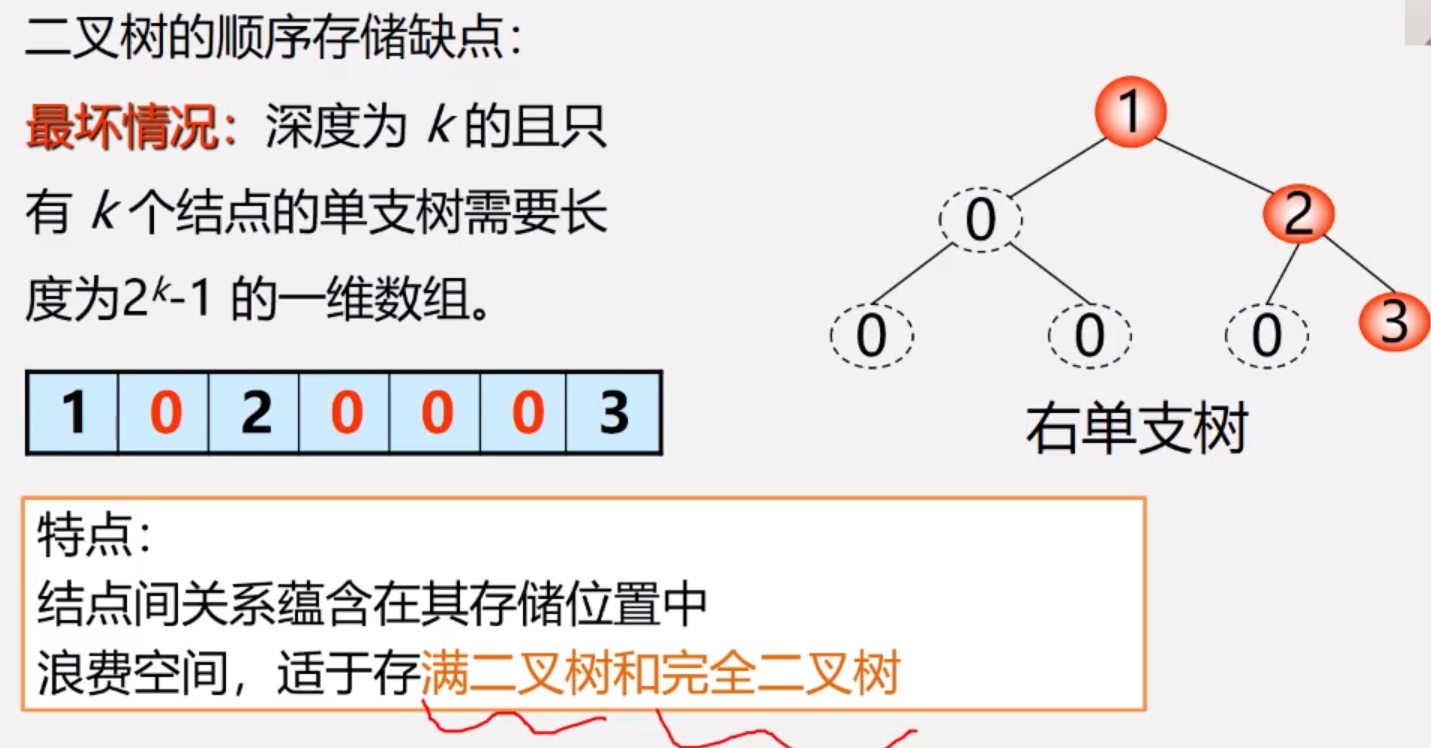 二叉树的顺序存储缺点：
最坏情况：深度为 k 的且只
有 k 个结点的单支树需要长
度为2ᵏ-1 的一维数组。
1 0 2 0 0 0 3
1
0 2
0 0 0 3
右单支树
特点：
结点间关系蕴含在其存储位置中
浪费空间，适于存满二叉树和完全二叉树